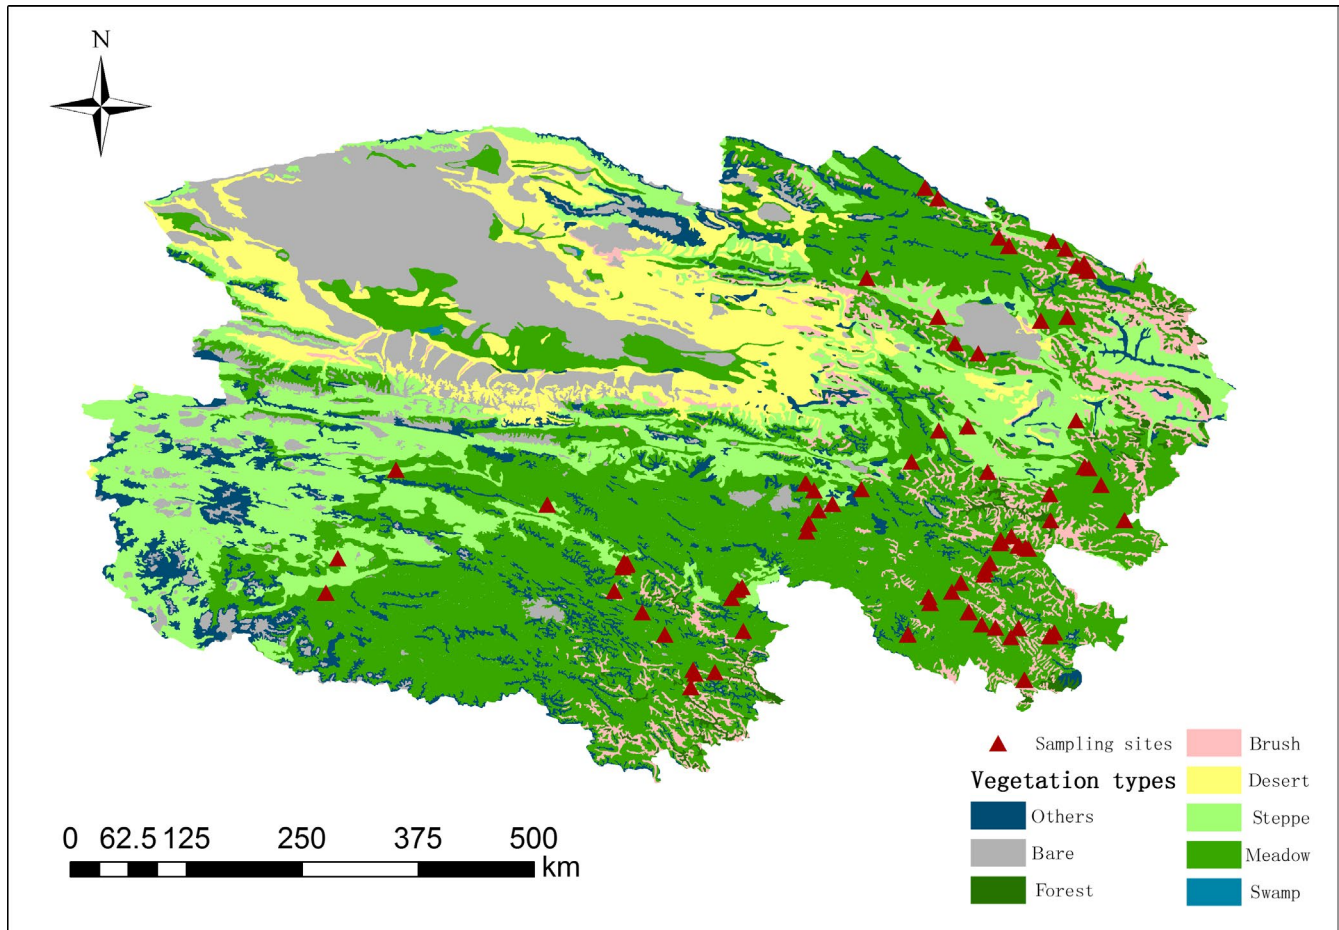 N
Sampling sites
Vegetation types
Others
Bare
Forest
Brush
Desert
Steppe
Meadow
Swamp
0 62.5 125 250 375 500
km